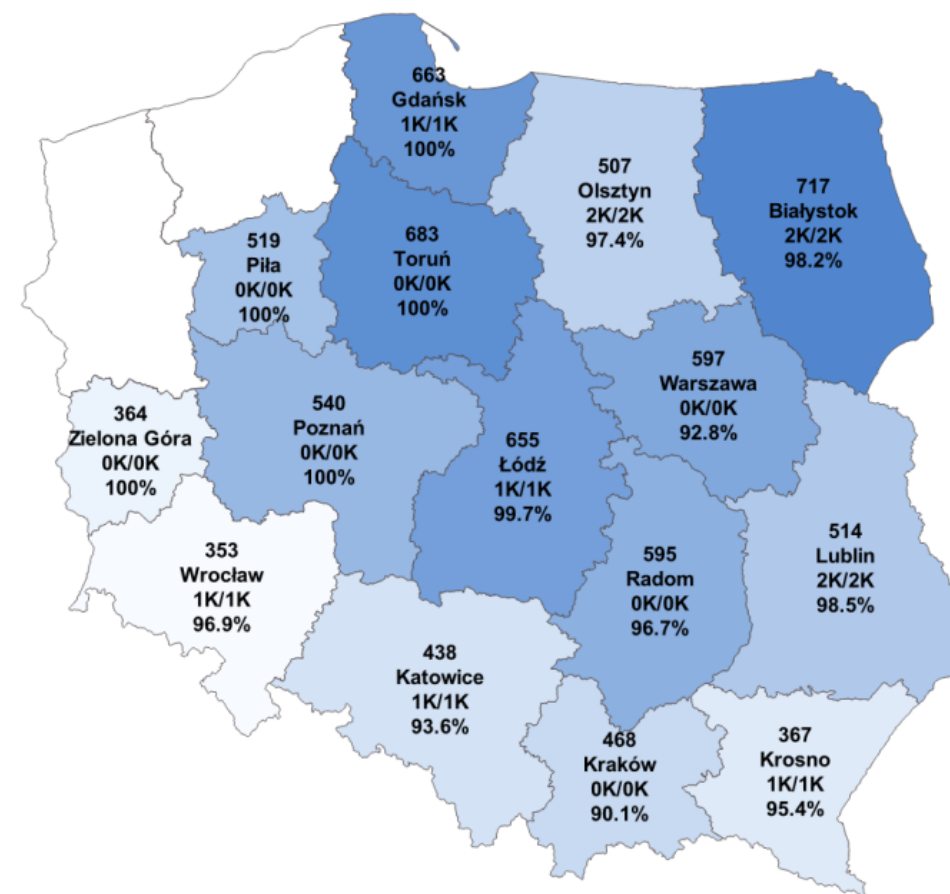 663
Gdańsk
1K/1K
100%
507
Olsztyn
2K/2K
97.4%
717
Białystok
2K/2K
98.2%
519
Piła
0K/0K
100%
683
Toruń
0K/0K
100%
597
Warszawa
0K/0K
92.8%
364
Zielona Góra
0K/0K
100%
540
Poznań
0K/0K
100%
655
Łódź
1K/1K
99.7%
514
Lublin
2K/2K
98.5%
353
Wrocław
1K/1K
96.9%
595
Radom
0K/0K
96.7%
438
Katowice
1K/1K
93.6%
468
Kraków
0K/0K
90.1%
367
Krosno
1K/1K
95.4%